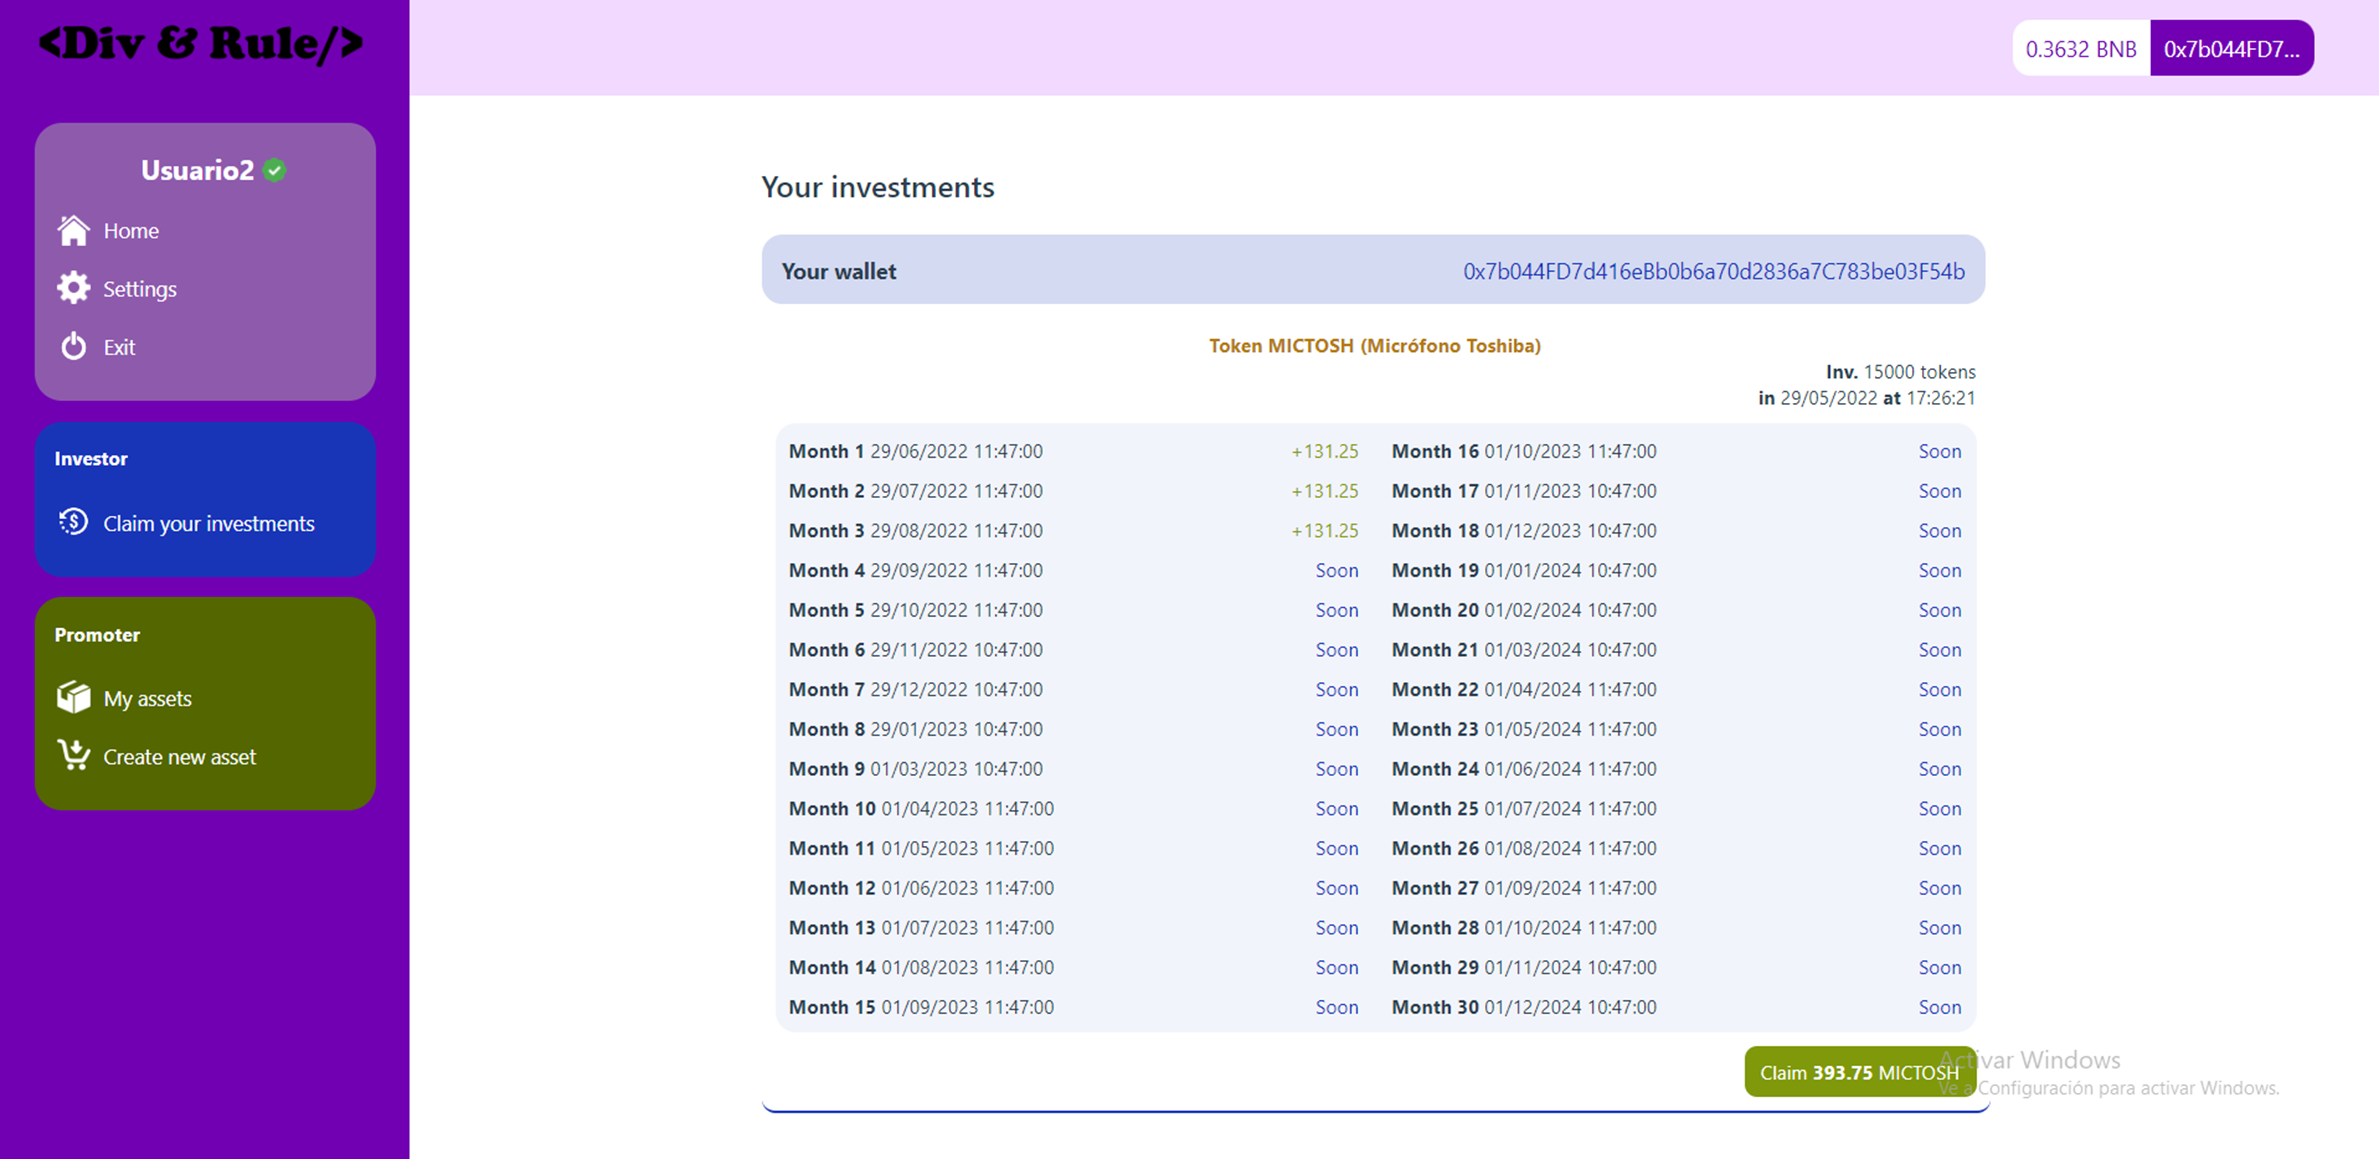 <Div & Rule/>
0.3632 BNB 0x7b044FD7...
Usuario2
Home
Settings
Exit
Investor
Claim your investments
Promoter
My assets
Create new asset
Your investments
Your wallet 0x7b044FD7d416eBb0b6a70d2836a7C783be03F54b
Token MICTOSH (Micrófono Toshiba)
Inv. 15000 tokens
in 29/05/2022 at 17:26:21
Month 1 29/06/2022 11:47:00 +131.25
Month 2 29/07/2022 11:47:00 +131.25
Month 3 29/08/2022 11:47:00 +131.25
Month 4 29/09/2022 11:47:00 Soon
Month 5 29/10/2022 11:47:00 Soon
Month 6 29/11/2022 10:47:00 Soon
Month 7 29/12/2022 10:47:00 Soon
Month 8 29/01/2023 10:47:00 Soon
Month 9 01/03/2023 10:47:00 Soon
Month 10 01/04/2023 11:47:00 Soon
Month 11 01/05/2023 11:47:00 Soon
Month 12 01/06/2023 11:47:00 Soon
Month 13 01/07/2023 11:47:00 Soon
Month 14 01/08/2023 11:47:00 Soon
Month 15 01/09/2023 11:47:00 Soon
Month 16 01/10/2023 11:47:00 Soon
Month 17 01/11/2023 10:47:00 Soon
Month 18 01/12/2023 10:47:00 Soon
Month 19 01/01/2024 10:47:00 Soon
Month 20 01/02/2024 10:47:00 Soon
Month 21 01/03/2024 10:47:00 Soon
Month 22 01/04/2024 11:47:00 Soon
Month 23 01/05/2024 11:47:00 Soon
Month 24 01/06/2024 11:47:00 Soon
Month 25 01/07/2024 11:47:00 Soon
Month 26 01/08/2024 11:47:00 Soon
Month 27 01/09/2024 11:47:00 Soon
Month 28 01/10/2024 11:47:00 Soon
Month 29 01/11/2024 10:47:00 Soon
Month 30 01/12/2024 10:47:00 Soon
Claim 393.75 MICTOSH
Activar Windows
Ve a Configuración para activar Windows.